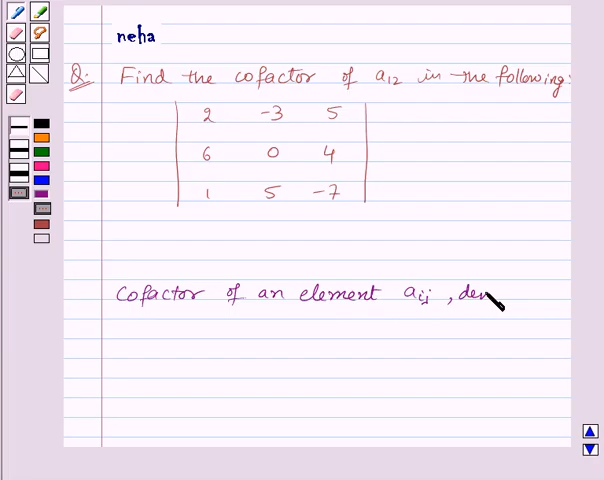 neha
Q. Find the cofactor of a12 in the following:
2 -3 5
6 0 4
1 5 -7
cofactor of an element aij, den